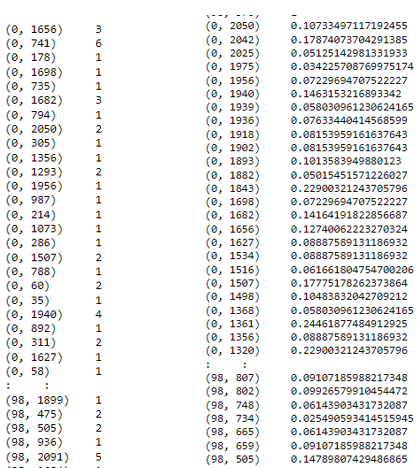 (0, 1656) 3
(0, 741) 6
(0, 178) 1
(0, 1698) 1
(0, 735) 1
(0, 1682) 3
(0, 794) 1
(0, 2050) 2
(0, 305) 1
(0, 1356) 1
(0, 1293) 2
(0, 1956) 1
(0, 987) 1
(0, 214) 1
(0, 1073) 1
(0, 286) 1
(0, 1507) 2
(0, 788) 1
(0, 60) 2
(0, 35) 1
(0, 1940) 4
(0, 892) 1
(0, 311) 2
(0, 1627) 1
(0, 58) 1
: :
(98, 1899) 1
(98, 475) 2
(98, 505) 2
(98, 936) 1
(98, 2091) 5
(0, 2050) 0.10733497117192455
(0, 2042) 0.17874073704291385
(0, 2025) 0.05125142981331933
(0, 1975) 0.034225708769975174
(0, 1956) 0.07229694707522227
(0, 1940) 0.1463153216893342
(0, 1939) 0.058030961230624165
(0, 1936) 0.07633440414568599
(0, 1918) 0.08153959161637643
(0, 1902) 0.08153959161637643
(0, 1893) 0.1013583949880123
(0, 1882) 0.05015451571226027
(0, 1843) 0.22900321243705796
(0, 1698) 0.07229694707522227
(0, 1682) 0.14164191822856687
(0, 1656) 0.12740062223270324
(0, 1627) 0.08887589131186932
(0, 1534) 0.08887589131186932
(0, 1516) 0.061661804754700206
(0, 1507) 0.17775178262373864
(0, 1498) 0.10483832042709212
(0, 1368) 0.058030961230624165
(0, 1361) 0.24461877484912925
(0, 1356) 0.08887589131186932
(0, 1320) 0.22900321243705796
: :
(98, 807) 0.09107185988217348
(98, 802) 0.09926579910454472
(98, 748) 0.06143903431732087
(98, 734) 0.025490593414515945
(98, 665) 0.06143903431732087
(98, 659) 0.09107185988217348
(98, 505) 0.14789807429486865